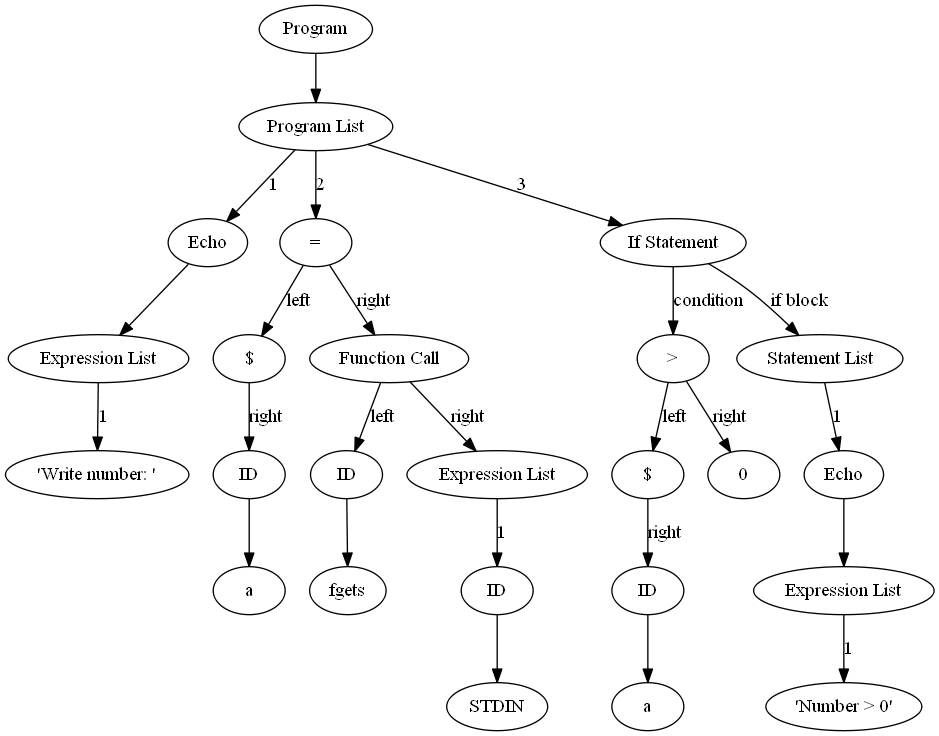 Program
Program List
1
2
3
Echo
=
If Statement
left
right
condition
if block
Expression List
$
Function Call
>
Statement List
1
right
left
right
left
right
1
'Write number: '
ID
ID
Expression List
$
0
Echo
1
right
a
fgets
ID
ID
Expression List
1
STDIN
a
'Number > 0'